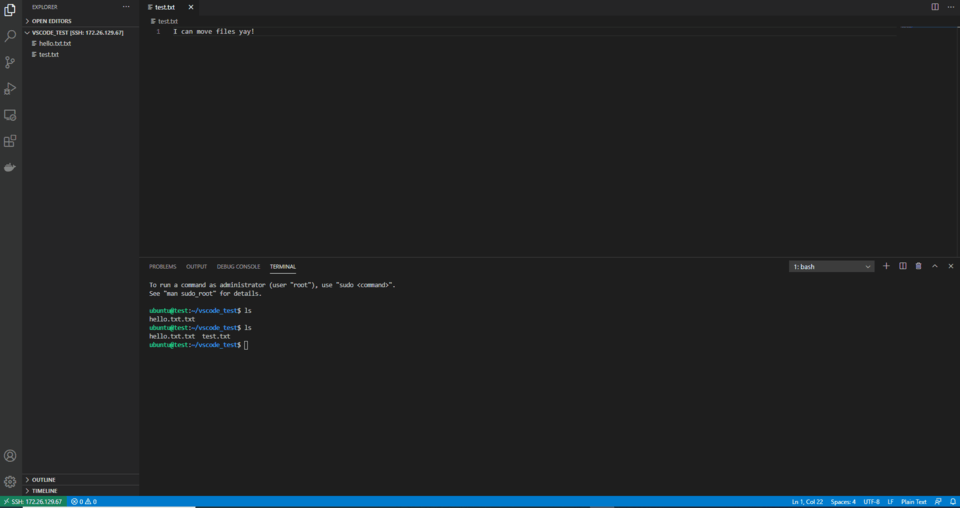 EXPLORER
OPEN EDITORS
VSCODE_TEST [SSH: 172.26.129.67]
hello.txt.txt
test.txt
test.txt
test.txt
1 I can move files yay!
PROBLEMS OUTPUT DEBUG CONSOLE TERMINAL
1: bash
To run a command as administrator (user "root"), use "sudo <command>".
See "man sudo_root" for details.
ubuntu@test:~/vscode_test$ ls
hello.txt.txt
ubuntu@test:~/vscode_test$ ls
hello.txt.txt test.txt
ubuntu@test:~/vscode_test$
OUTLINE
TIMELINE
SSH: 172.26.129.67 0 0 Ln 1, Col 22 Spaces: 4 UTF-8 LF Plain Text